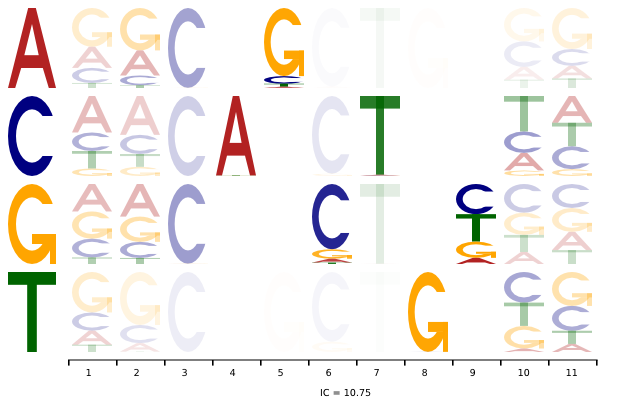 A G A C T G A C T C G C T G G C A T G G C A T
C A C T G A C T G C A C T T C A G A T C G
G A G C T A G C T C C G A T C T G A C G T A C G A T
T G C T A G C A C C C G C T G A G C T A
1 2 3 4 5 6 7 8 9 10 11
IC = 10.75